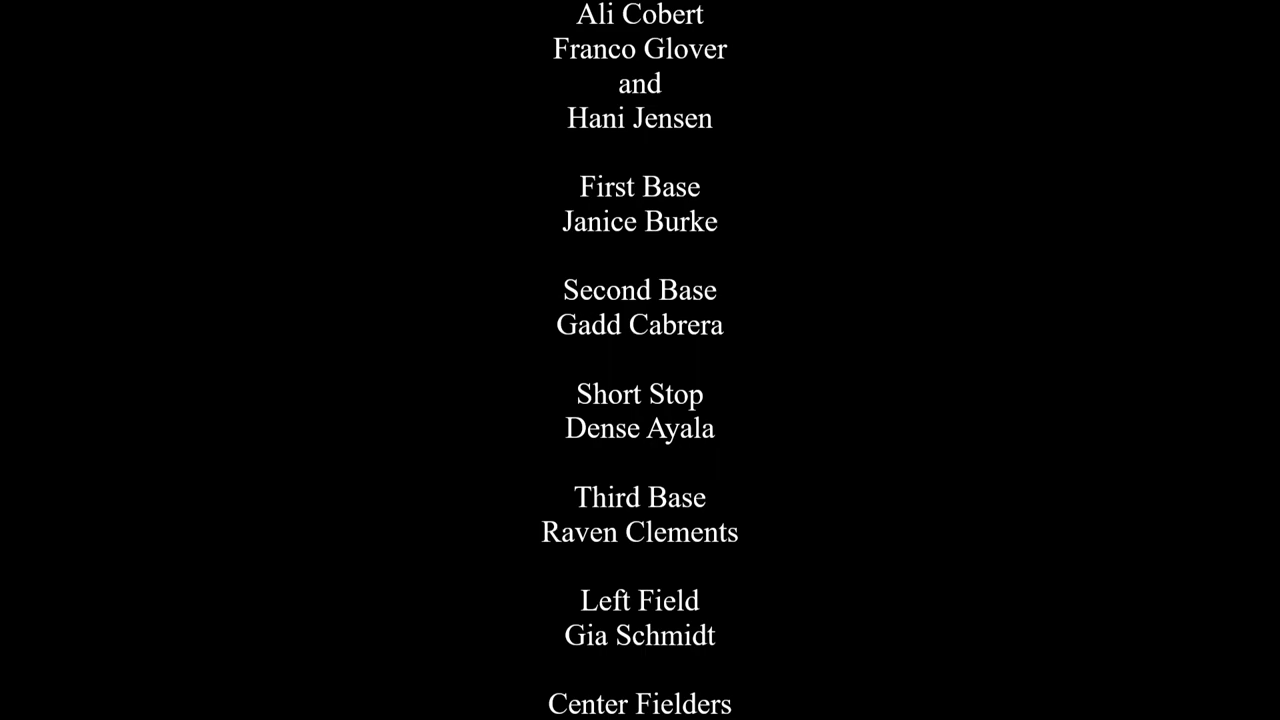 Ali Cobert
Franco Glover
and
Hani Jensen
First Base
Janice Burke
Second Base
Gadd Cabrera
Short Stop
Dense Ayala
Third Base
Raven Clements
Left Field
Gia Schmidt
Center Fielders